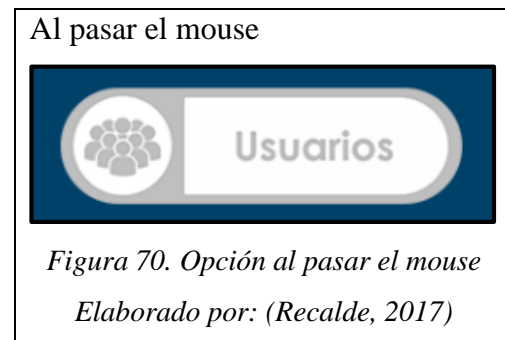 Al pasar el mouse
Usuarios
Figura 70. Opción al pasar el mouse
Elaborado por: (Recalde, 2017)